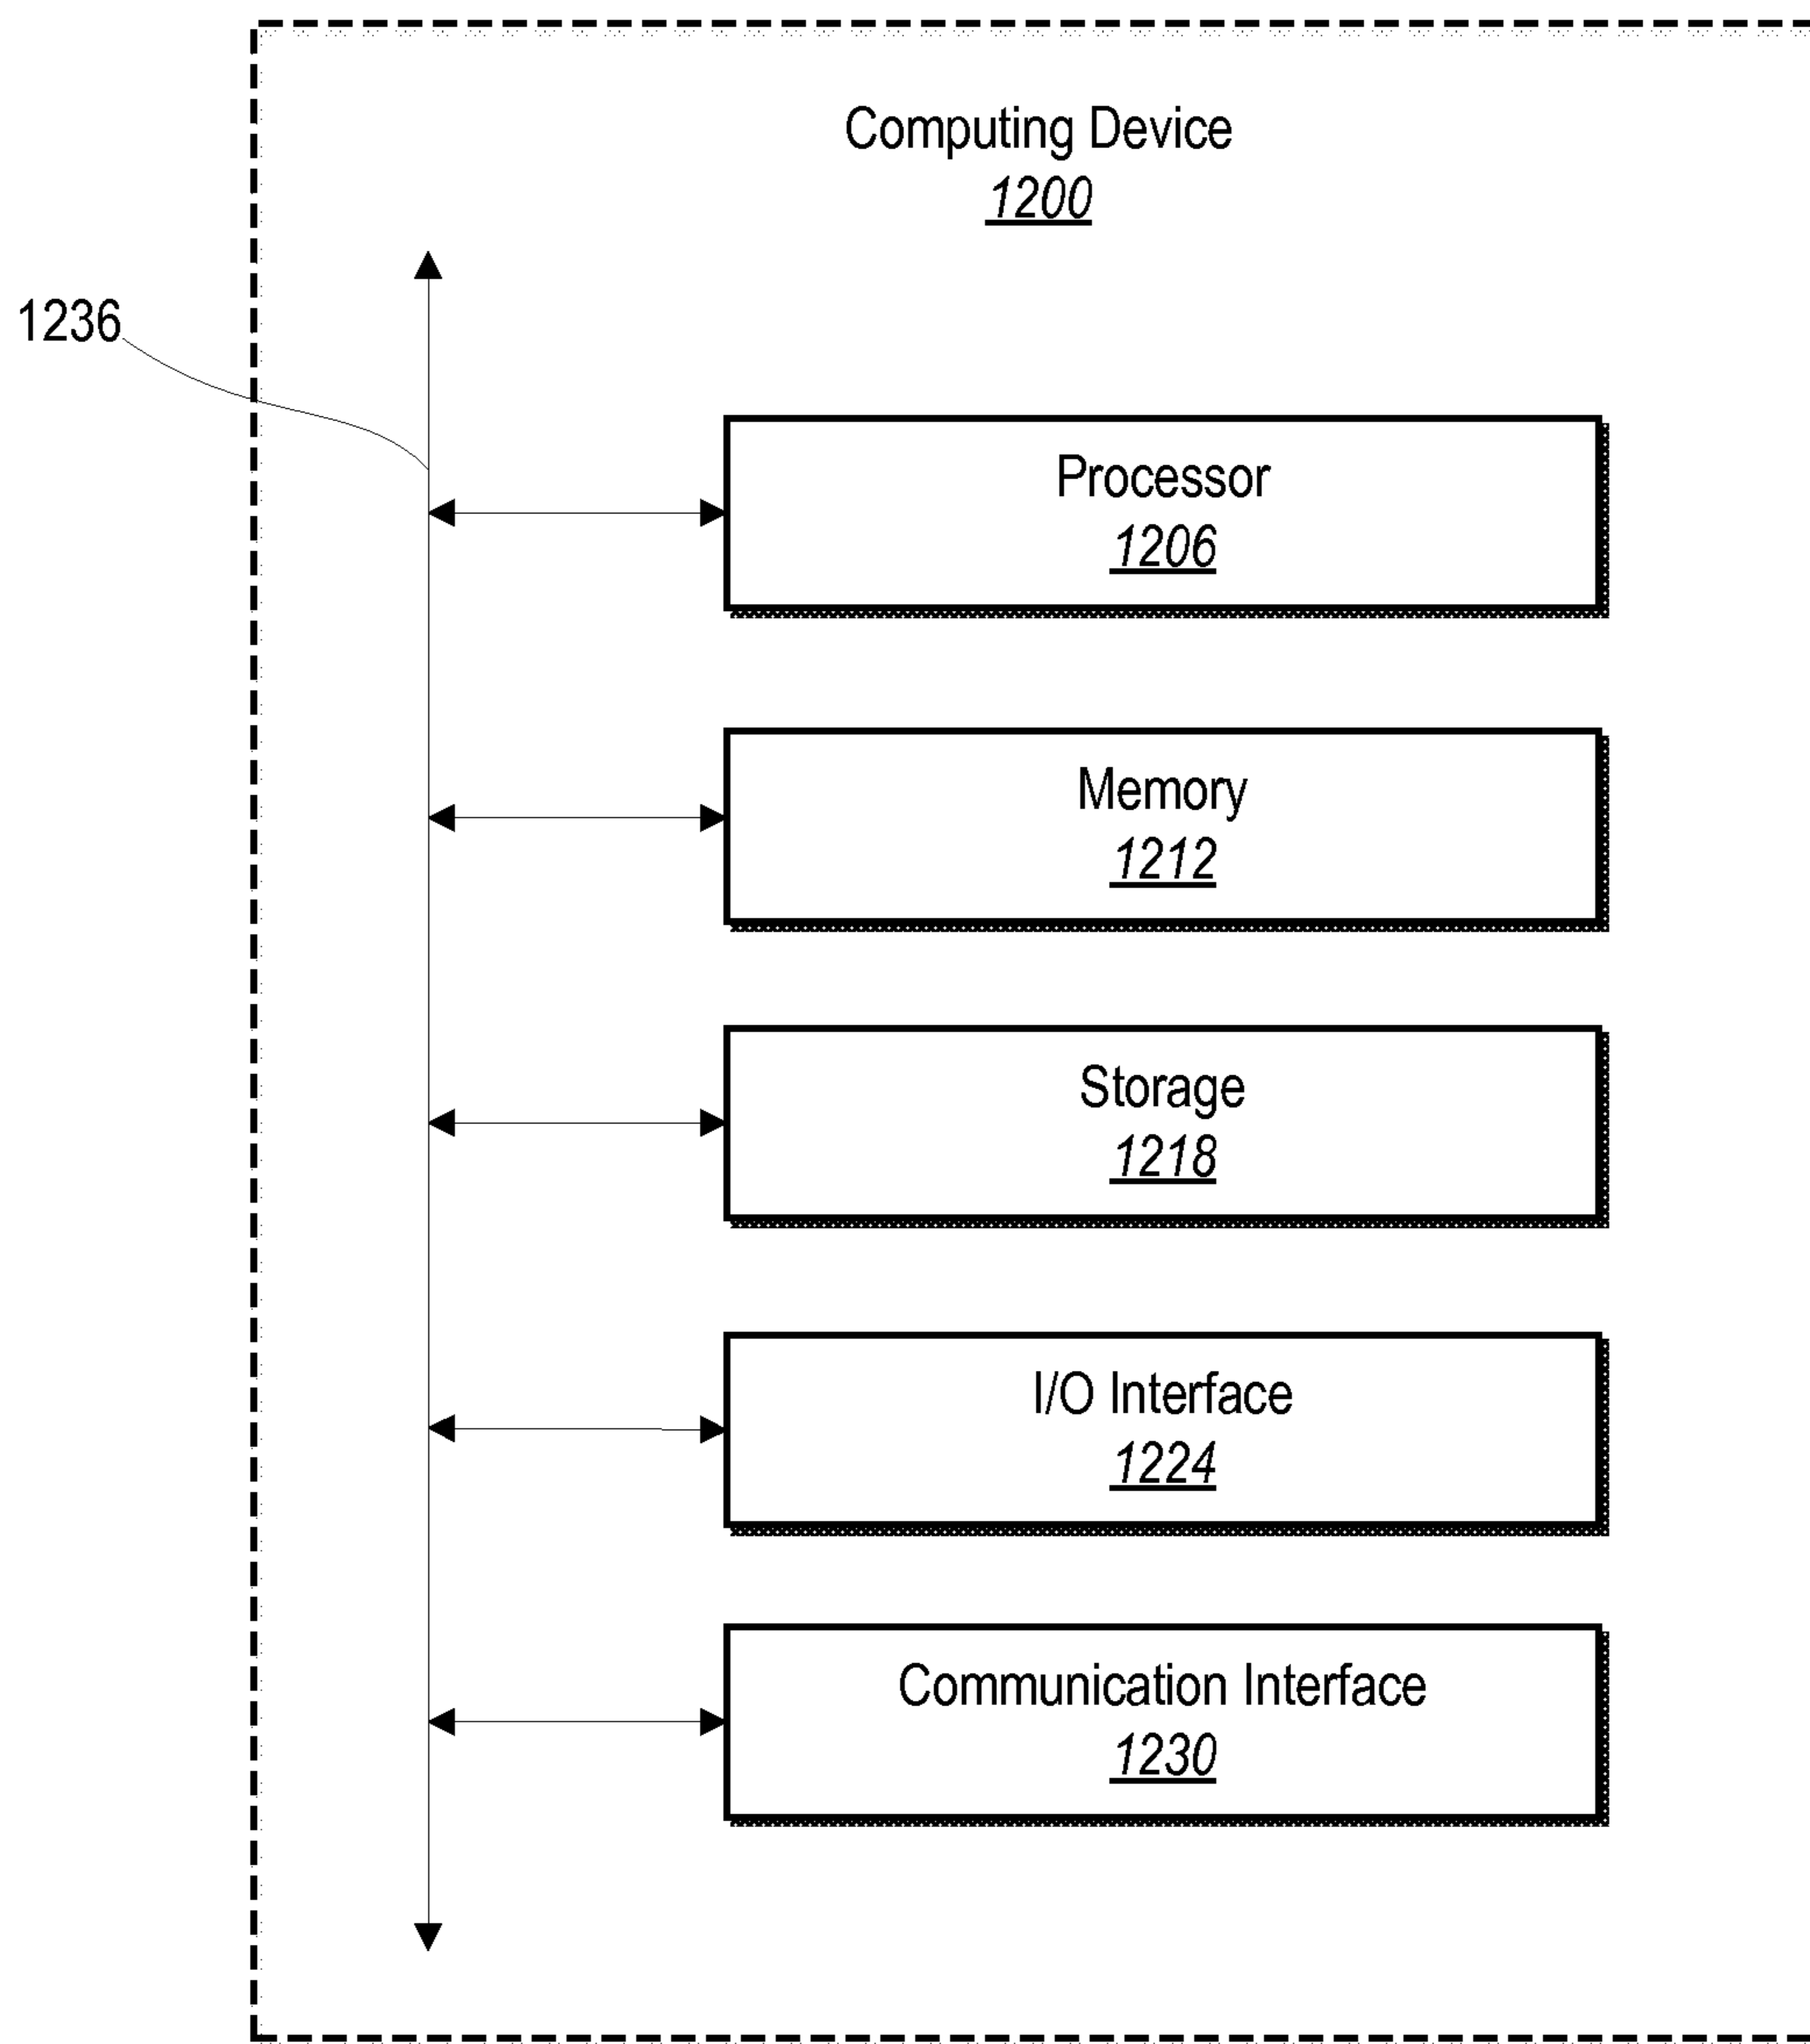 Computing Device
1200
1236
Processor
1206
Memory
1212
Storage
1218
I/O Interface
1224
Communication Interface
1230